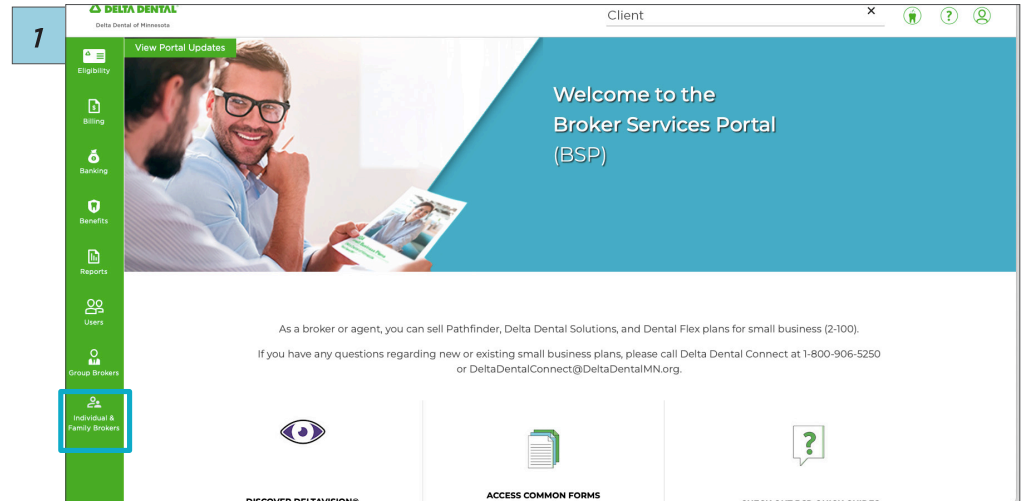 1
DELTA DENTAL®
Delta Dental of Minnesota
Client
×
?
View Portal Updates
Eligibility
Billing
Banking
Benefits
Reports
Users
Group Brokers
Individual &
Family Brokers
Welcome to the
Broker Services Portal
(BSP)
As a broker or agent, you can sell Pathfinder, Delta Dental Solutions, and Dental Flex plans for small business (2-100).
If you have any questions regarding new or existing small business plans, please call Delta Dental Connect at 1-800-906-5250
or DeltaDentalConnect@DeltaDentalMN.org.
?
DISCOVER DELTAVISION®
ACCESS COMMON FORMS